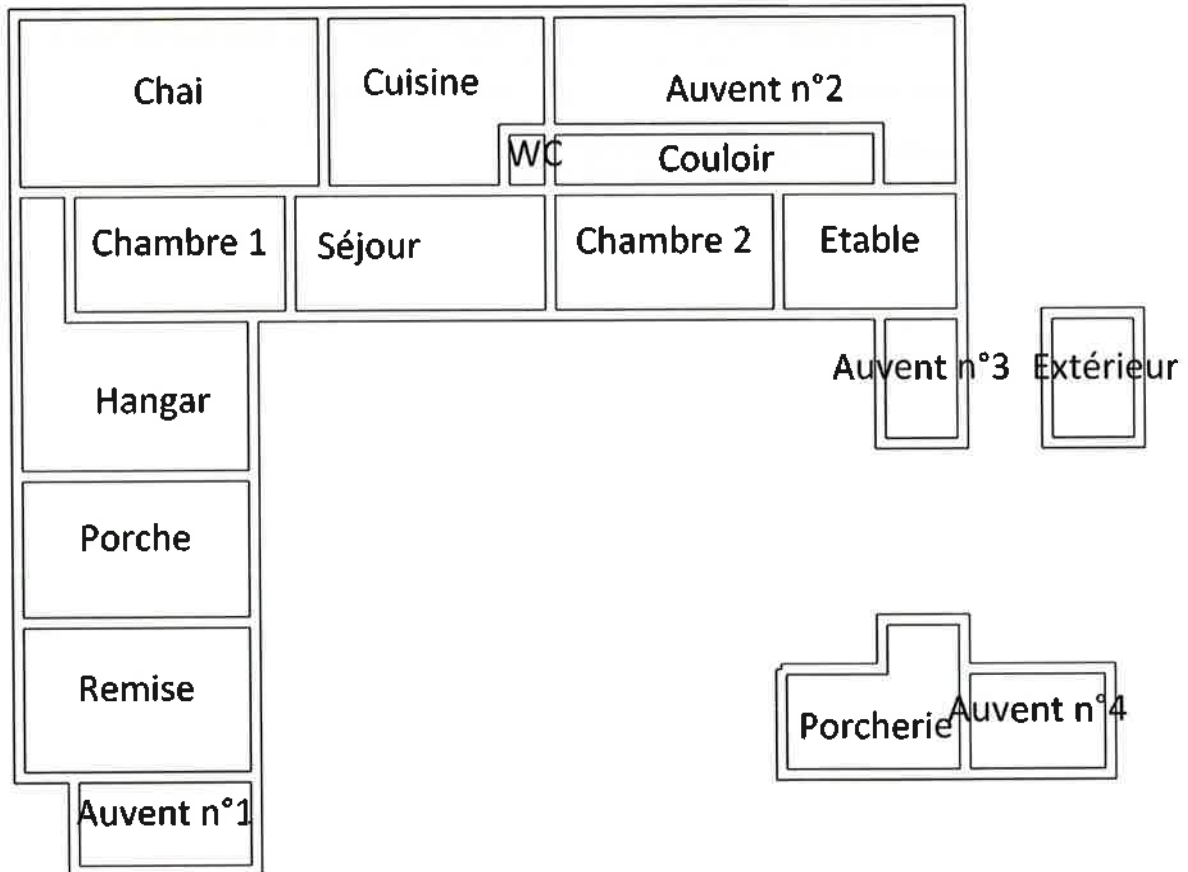 Chai
Cuisine
Auvent n°2
WC
Couloir
Chambre 1
Séjour
Chambre 2
Etable
Auvent n°3
Extérieur
Hangar
Porche
Remise
Porcherie
Auvent n°4
Auvent n°1